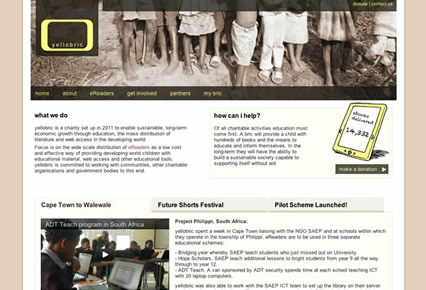 donate | contact us
yellobric
home about eReaders get involved partners my bric
what we do
yellobric is a charity set up in 2011 to enable sustainable, long-term
economic growth through education, the mass distribution of
literature and web access in the developing world.
Focus is on the wide scale distribution of eReaders as a low cost
and effective way of providing developing world children with
educational material, web access and other educational tools.
yellobric is committed to working with communities, other charitable
organisations and government bodies to this end.
how can i help?
Of all charitable activities education must
come first. A bric will provide a child with
hundreds of books and the means to
educate and inform themselves. In the
long-term they will have the ability to
build a sustainable society capable to
supporting itself without aid.
ebooks
delivered
14,332
make a donation
Cape Town to Walewale
Future Shorts Festival
Pilot Scheme Launched!
ADT Teach program in South Africa
Project Philippi, South Africa:
yellobric spent a week in Cape Town liaising with the NGO SAEP and at schools within which
they operate in the township of Philippi. eReaders are to be used in three separate
educational schemes:
- Bridging year whereby SAEP teach students who just missed out on University.
- Hope Scholars, SAEP teach additional lessons to bright students from year 9 all the way
through to year 12.
- ADT Teach. A van sponsored by ADT security spends time at each school teaching ICT
with 20 laptop computers.
yellobric was also able to work with the SAEP ICT team to set up the library on their server